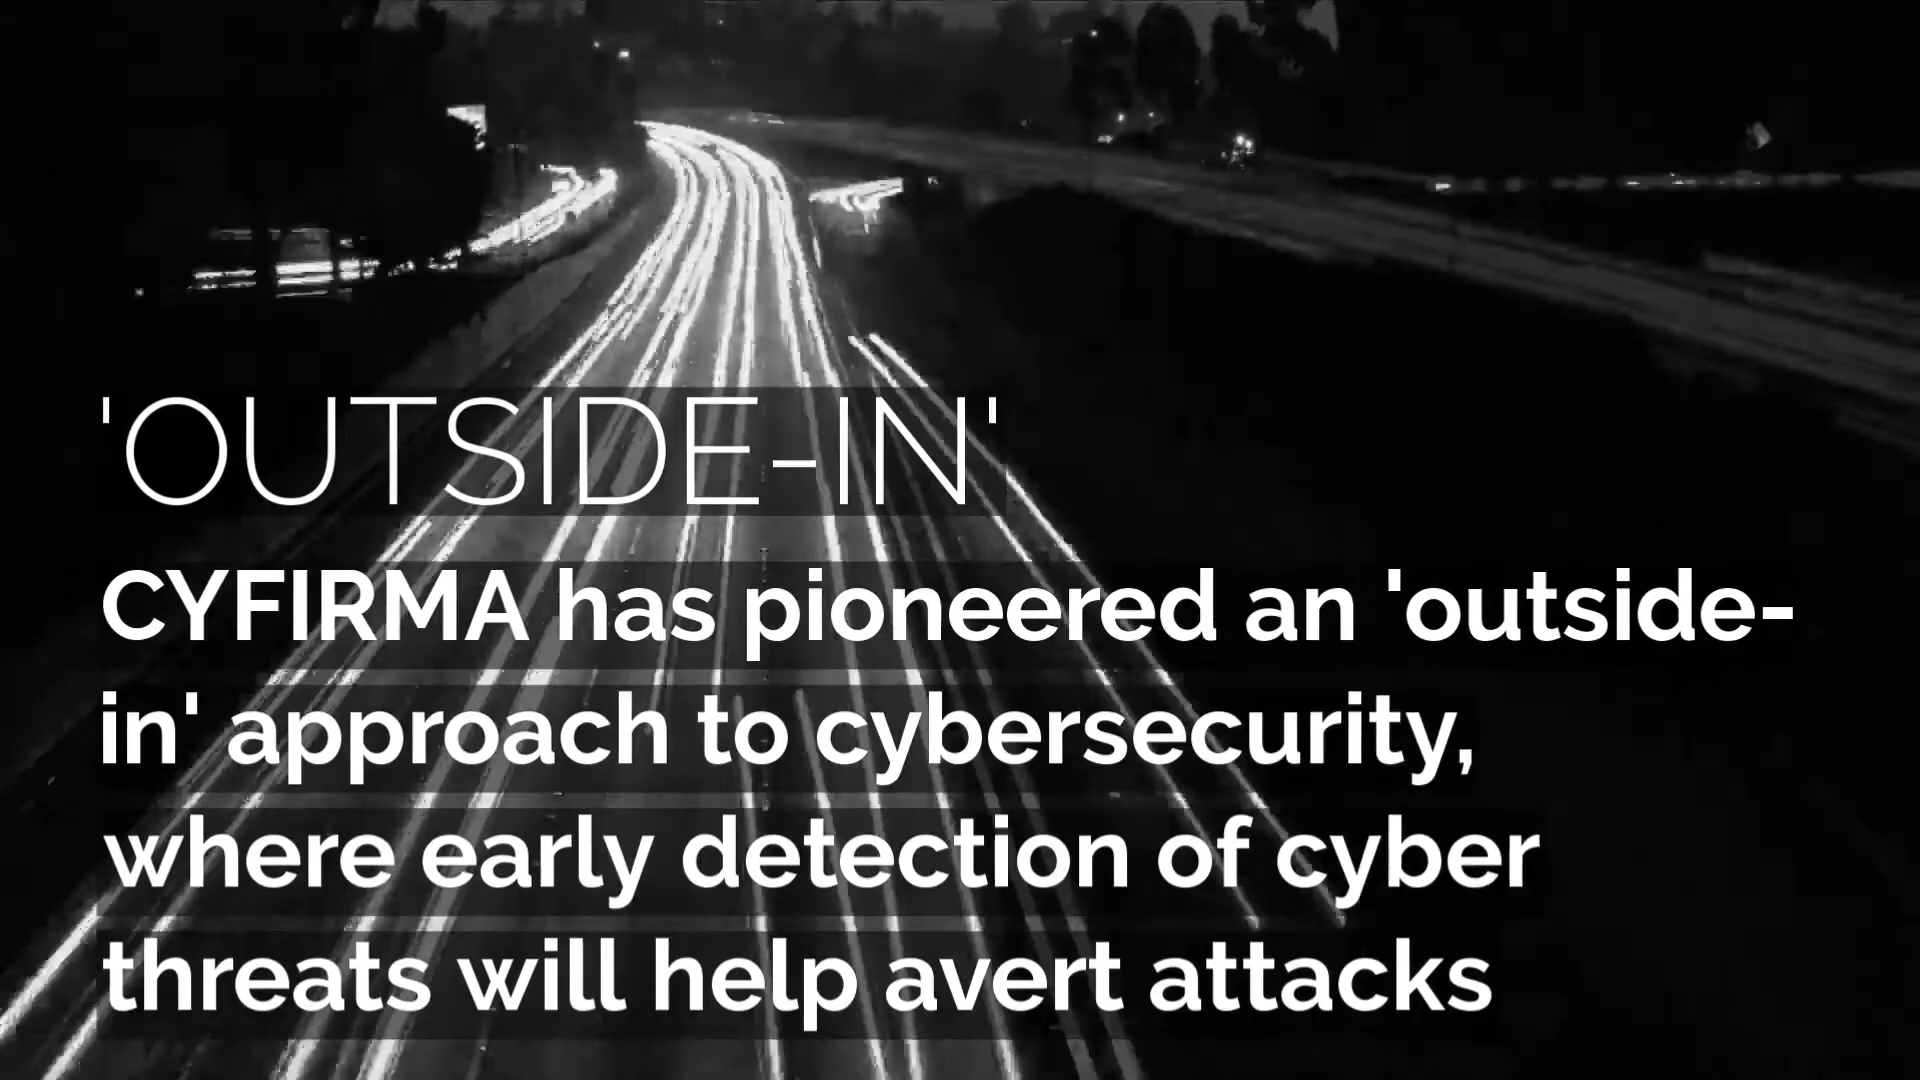 'OUTSIDE-IN'
CYFIRMA has pioneered an 'outside-
in' approach to cybersecurity,
where early detection of cyber
threats will help avert attacks